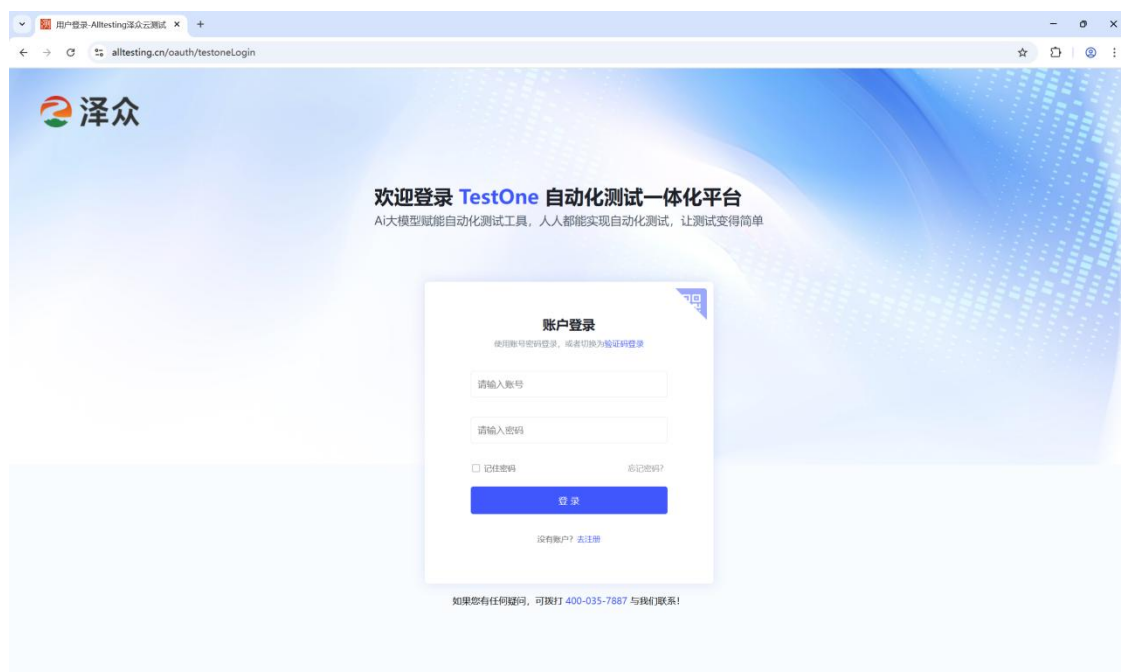 用户登录-Alltesting泽众云测试
alltesting.cn/oauth/testoneLogin
泽众
欢迎登录 TestOne 自动化测试一体化平台
Ai大模型赋能自动化测试工具，人人都能实现自动化测试，让测试变得简单
账户登录
使用账号密码登录，或者切换为验证码登录
请输入账号
请输入密码
记住密码 忘记密码?
登 录
没有账户? 去注册
如果您有任何疑问，可拨打 400-035-7887 与我们联系！